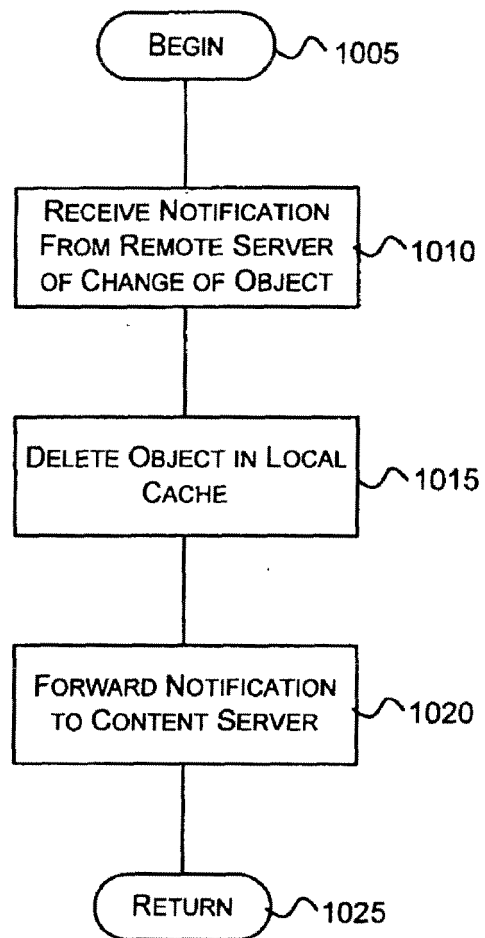 BEGIN
1005
RECEIVE NOTIFICATION
FROM REMOTE SERVER
OF CHANGE OF OBJECT
1010
DELETE OBJECT IN LOCAL
CACHE
1015
FORWARD NOTIFICATION
TO CONTENT SERVER
1020
RETURN
1025